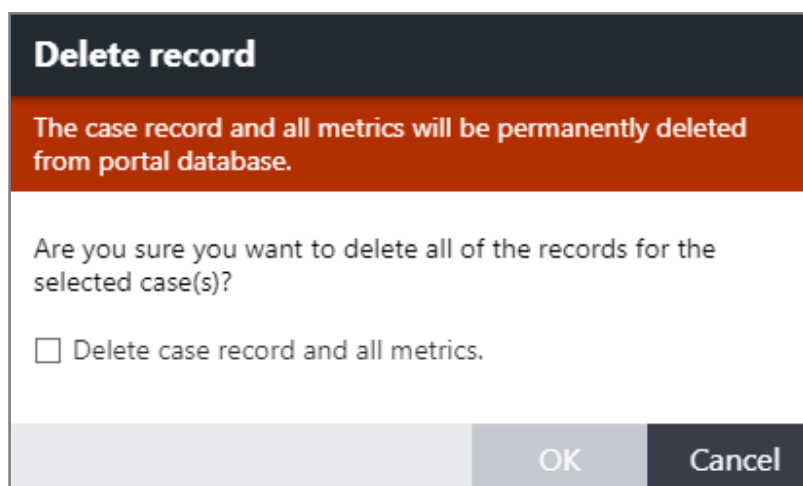 Delete record
The case record and all metrics will be permanently deleted
from portal database.
Are you sure you want to delete all of the records for the
selected case(s)?
Delete case record and all metrics.
OK Cancel